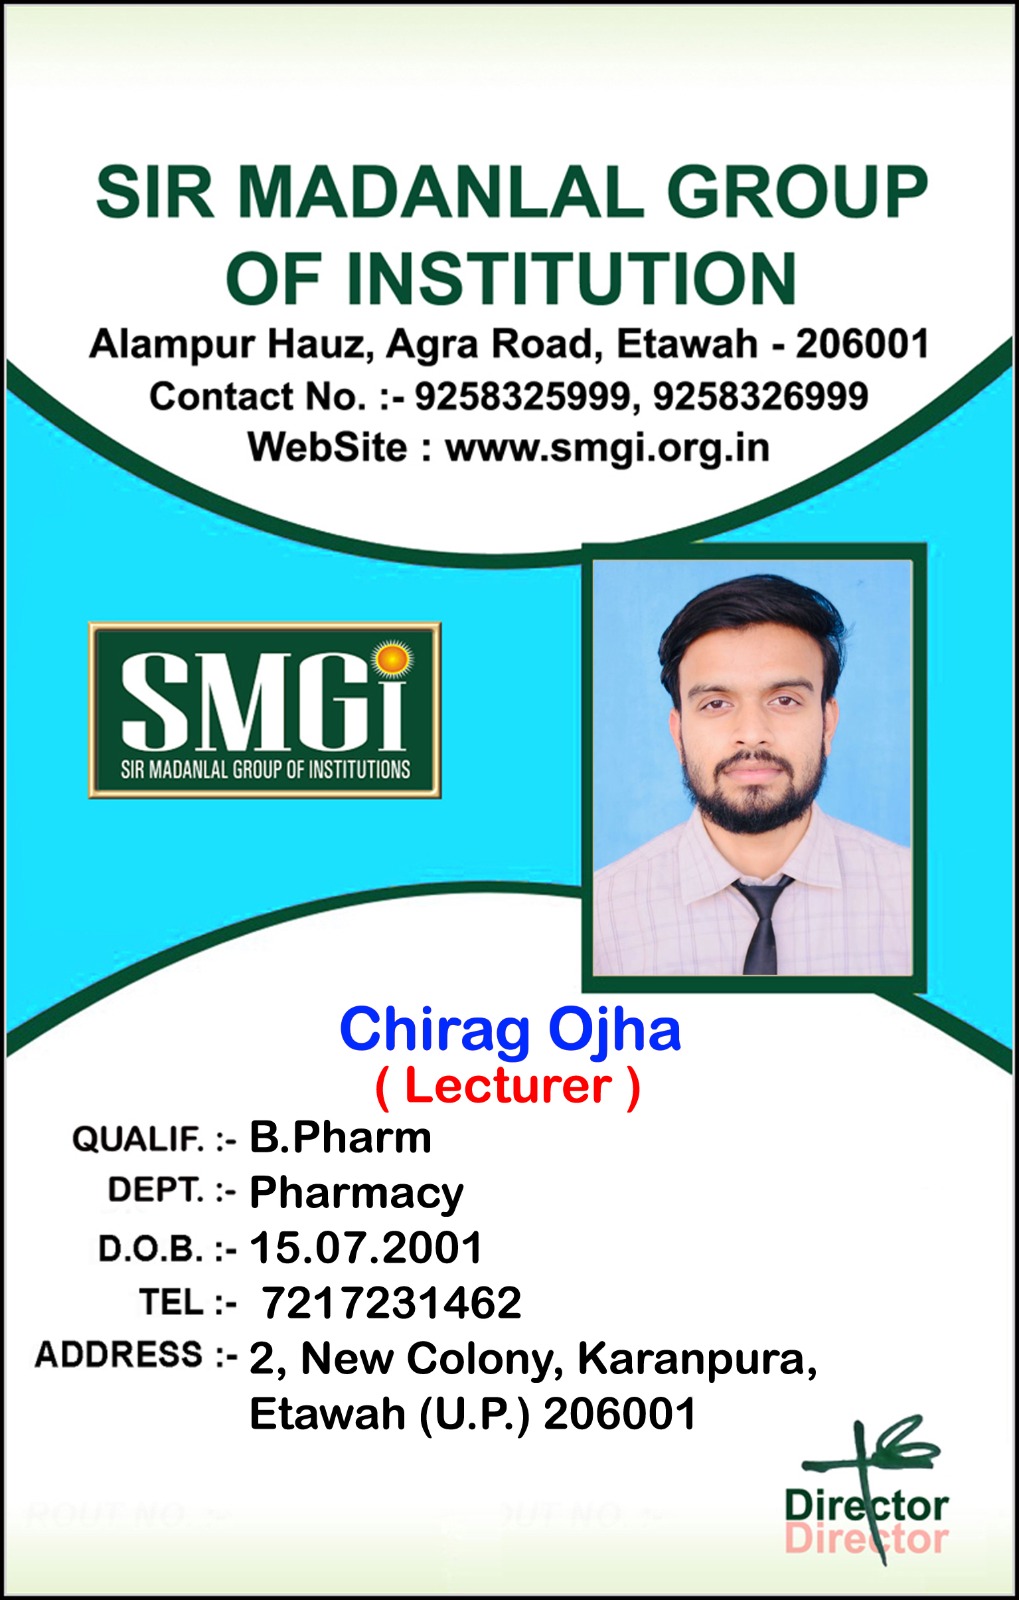 SIR MADANLAL GROUP
OF INSTITUTION
Alampur Hauz, Agra Road, Etawah - 206001
Contact No. :- 9258325999, 9258326999
WebSite : www.smgi.org.in
SMGi
SIR MADANLAL GROUP OF INSTITUTIONS
Chirag Ojha
( Lecturer )
QUALIF. :- B.Pharm
DEPT. :- Pharmacy
D.O.B. :- 15.07.2001
TEL :- 7217231462
ADDRESS :- 2, New Colony, Karanpura,
Etawah (U.P.) 206001
Director
Director